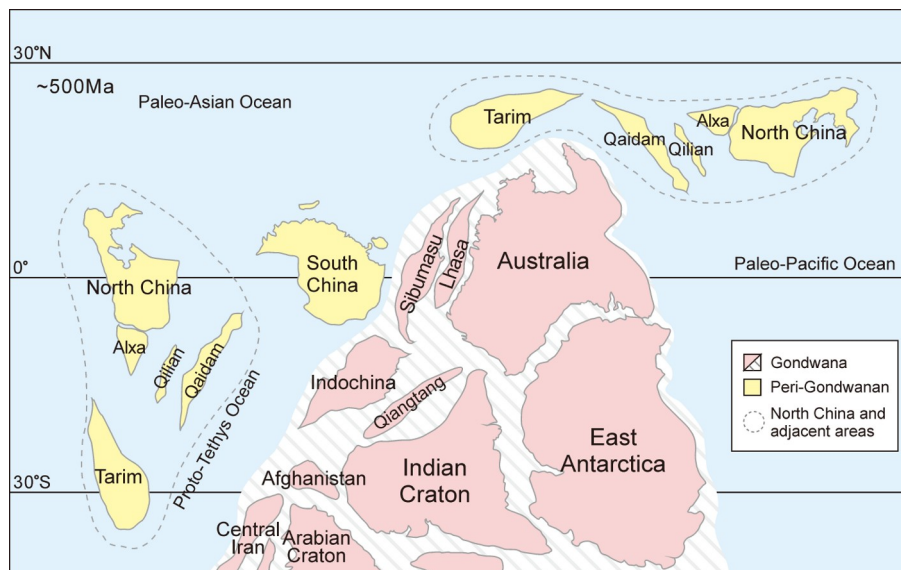 30°N
~500Ma
Paleo-Asian Ocean
Tarim
Qaidam
Qilian
Alxa
North China
Sibumasu
Lhasa
Australia
South
China
0°
North China
Paleo-Pacific Ocean
Alxa
Qilian
Qaidam
Indochina
Qiangtang
Proto-Tethys Ocean
Tarim
30°S
Afghanistan
Indian
Craton
East
Antarctica
Central
Iran
Arabian
Craton
Gondwana
Peri-Gondwanan
North China and
adjacent areas